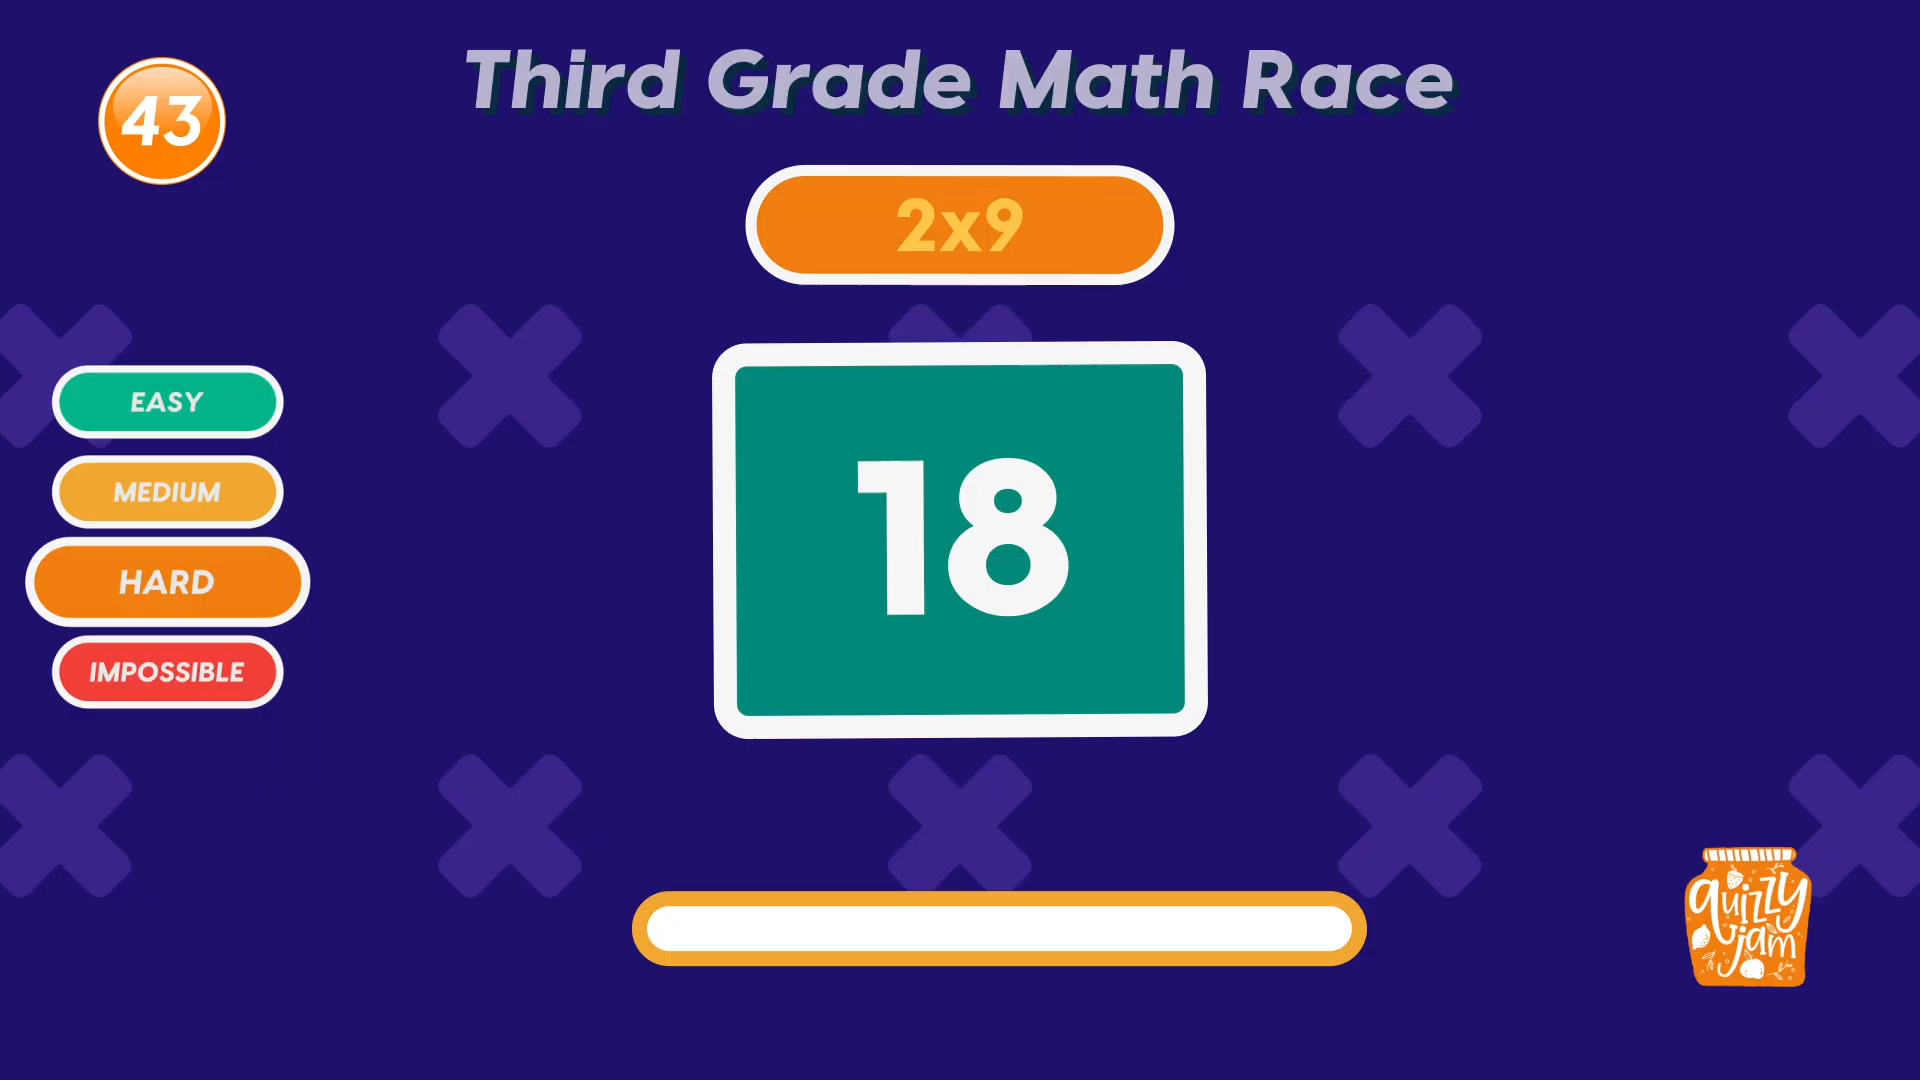 43
Third Grade Math Race
2x9
EASY
MEDIUM
HARD
IMPOSSIBLE
18
quizzy
jam